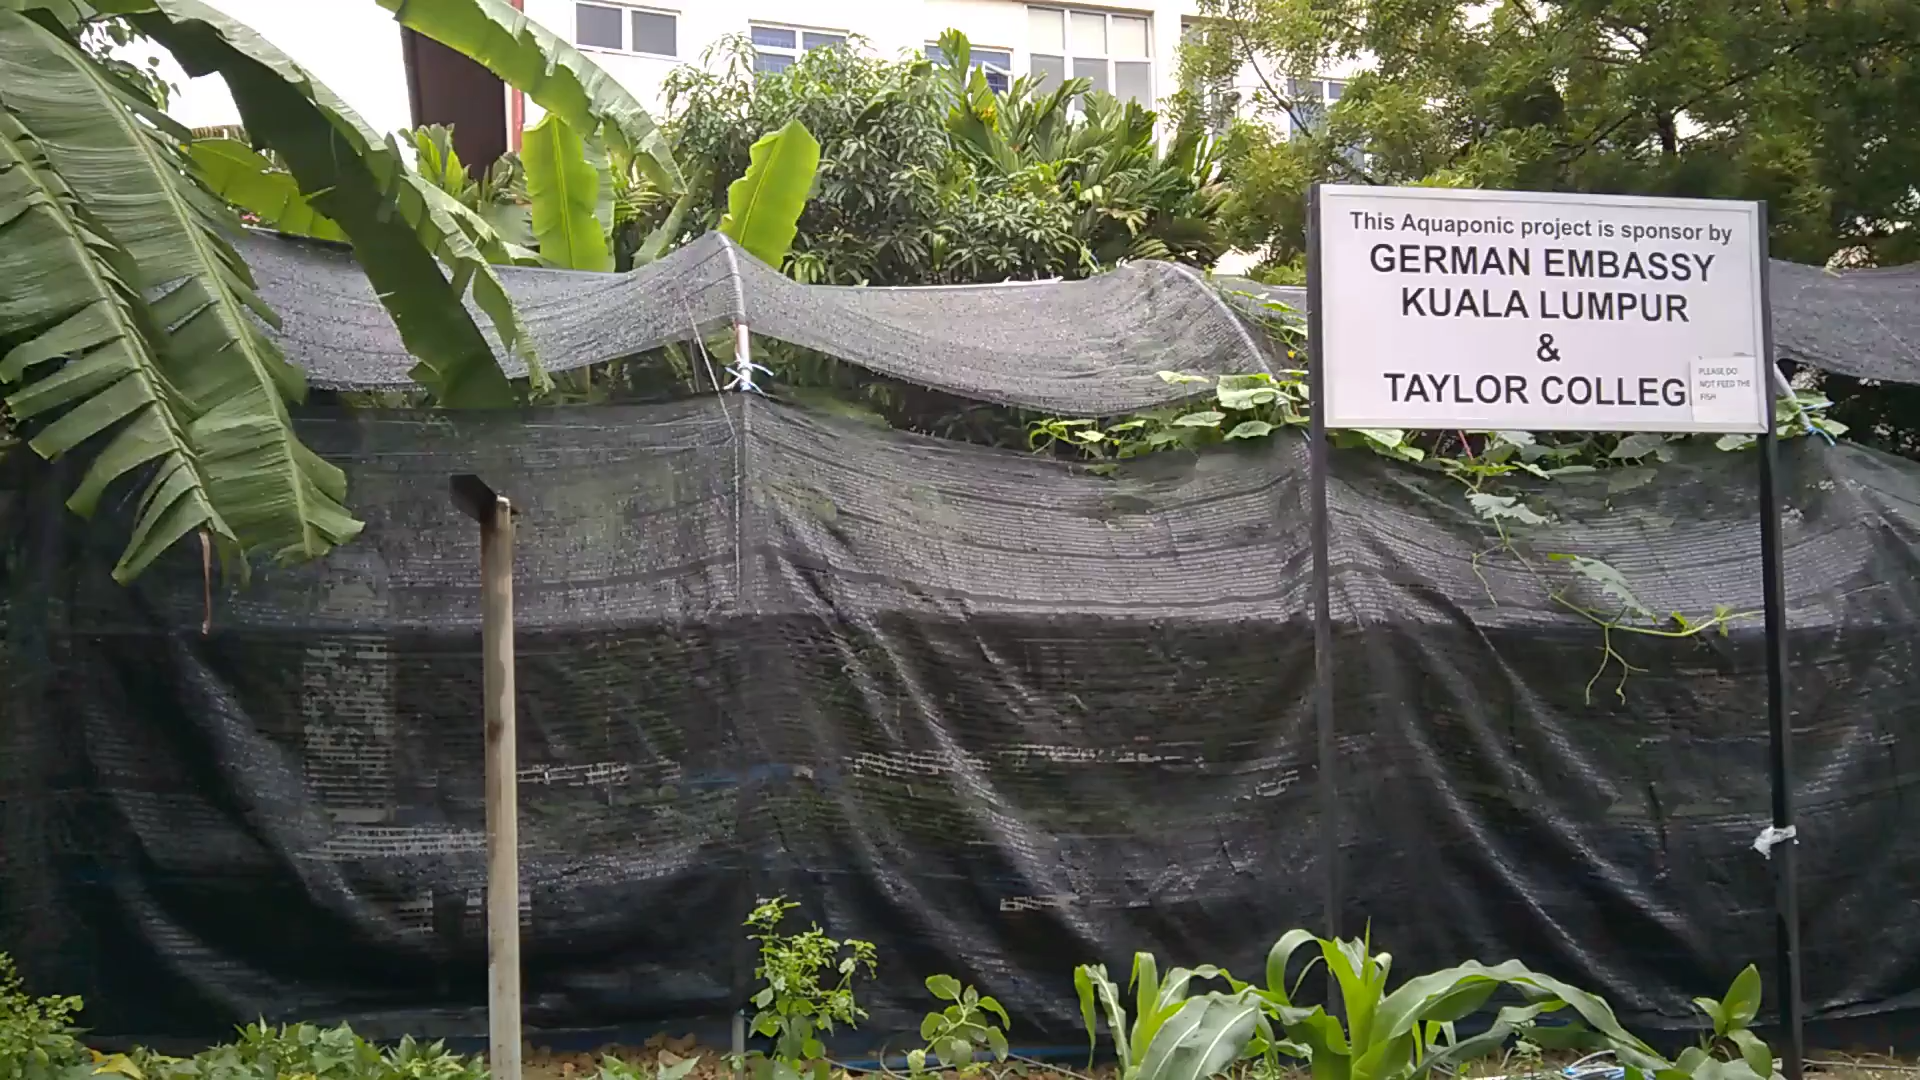 This Aquaponic project is sponsor by
GERMAN EMBASSY
KUALA LUMPUR
&
TAYLOR COLLEG
PLEASE DO
NOT FEED THE
FISH